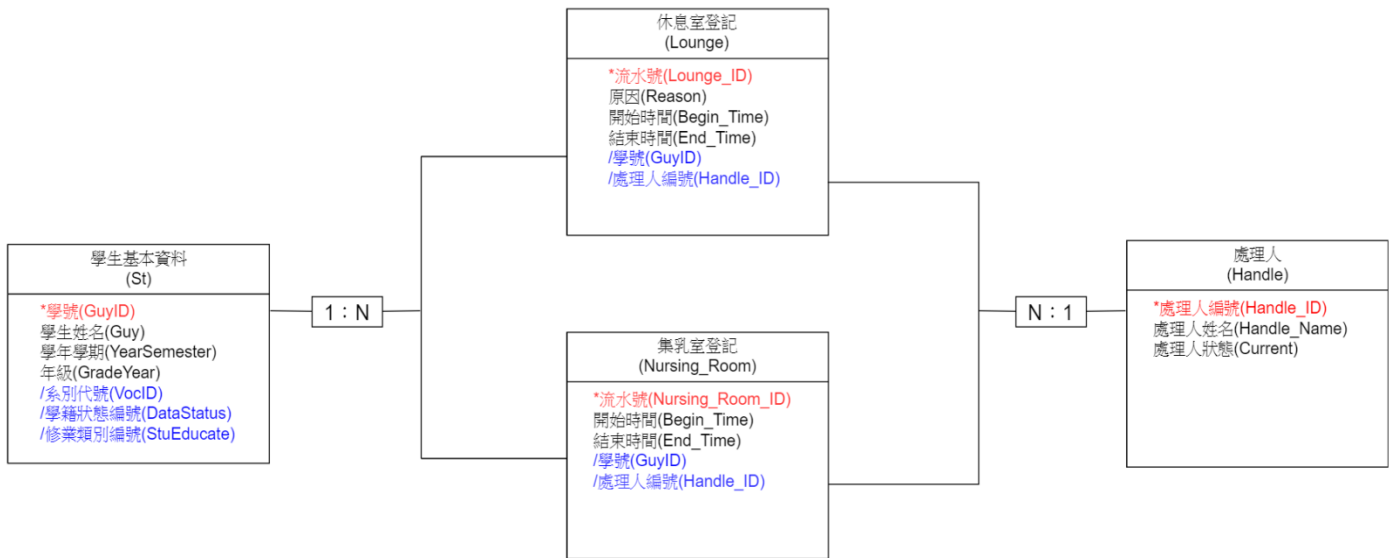 休息室登記
(Lounge)
*流水號(Lounge_ID)
原因(Reason)
開始時間(Begin_Time)
結束時間(End_Time)
/學號(GuyID)
/處理人編號(Handle_ID)
學生基本資料
(St)
*學號(GuyID)
學生姓名(Guy)
學年學期(YearSemester)
年級(GradeYear)
/系別代號(VocID)
/學籍狀態編號(DataStatus)
/修業類別編號(StuEducate)
1：N
集乳室登記
(Nursing_Room)
*流水號(Nursing_Room_ID)
開始時間(Begin_Time)
結束時間(End_Time)
/學號(GuyID)
/處理人編號(Handle_ID)
N：1
處理人
(Handle)
*處理人編號(Handle_ID)
處理人姓名(Handle_Name)
處理人狀態(Current)